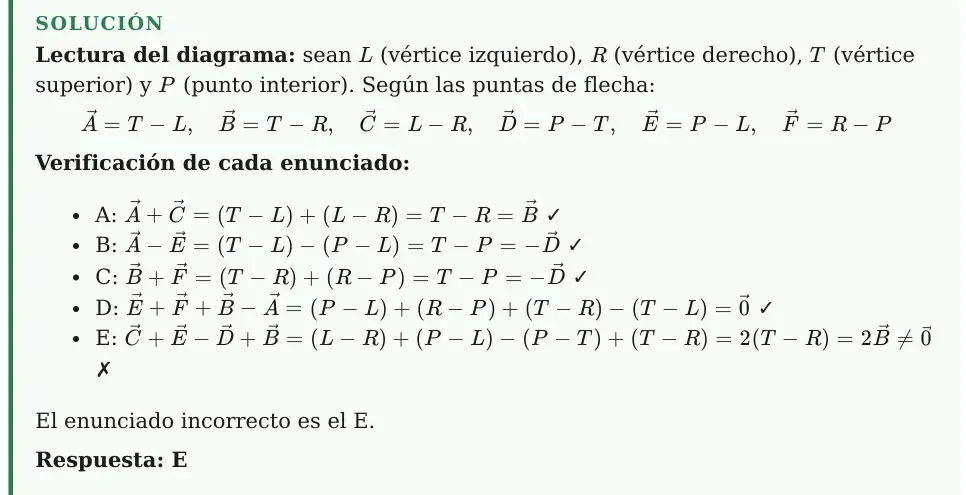 SOLUCIÓN
Lectura del diagrama: sean L (vértice izquierdo), R (vértice derecho), T (vértice
superior) y P (punto interior). Según las puntas de flecha:
A⃗ = T − L, B⃗ = T − R, C⃗ = L − R, D⃗ = P − T, E⃗ = P − L, F⃗ = R − P
Verificación de cada enunciado:
• A: A⃗ + C⃗ = (T − L) + (L − R) = T − R = B⃗ ✓
• B: A⃗ − E⃗ = (T − L) − (P − L) = T − P = −D⃗ ✓
• C: B⃗ + F⃗ = (T − R) + (R − P) = T − P = −D⃗ ✓
• D: E⃗ + F⃗ + B⃗ − A⃗ = (P − L) + (R − P) + (T − R) − (T − L) = 0⃗ ✓
• E: C⃗ + E⃗ − D⃗ + B⃗ = (L − R) + (P − L) − (P − T) + (T − R) = 2(T − R) = 2B⃗ ≠ 0⃗
✗
El enunciado incorrecto es el E.
Respuesta: E